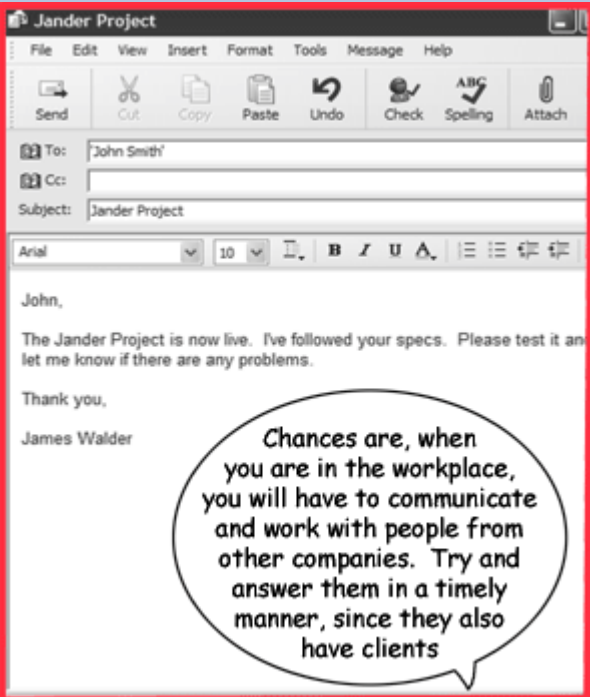 Jander Project
File Edit View Insert Format Tools Message Help
ABC
Send Cut Copy Paste Undo Check Spelling Attach
To: 'John Smith'
Cc:
Subject: Jander Project
Arial 10 B I U A
John,
The Jander Project is now live. I've followed your specs. Please test it and
let me know if there are any problems.
Thank you,
James Walder
Chances are, when
you are in the workplace,
you will have to communicate
and work with people from
other companies. Try and
answer them in a timely
manner, since they also
have clients